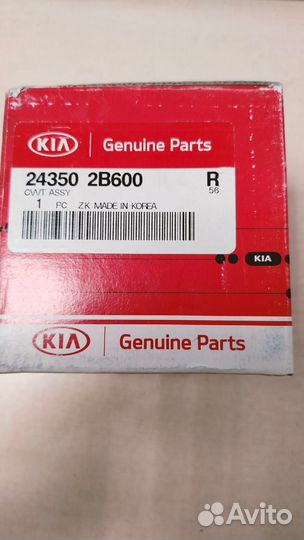 KIA Genuine Parts
24350 2B600 R
CVVT ASSY 56
1 PC Z.K MADE IN KOREA
KIA
KIA Genuine Parts
Avito